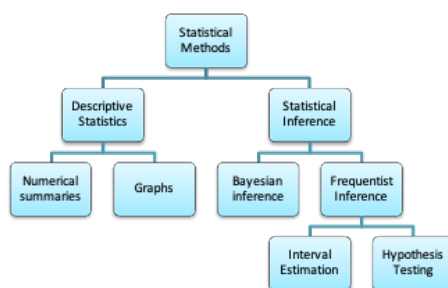 Statistical
Methods
Descriptive
Statistics
Statistical
Inference
Numerical
summaries
Graphs
Bayesian
inference
Frequentist
Inference
Interval
Estimation
Hypothesis
Testing